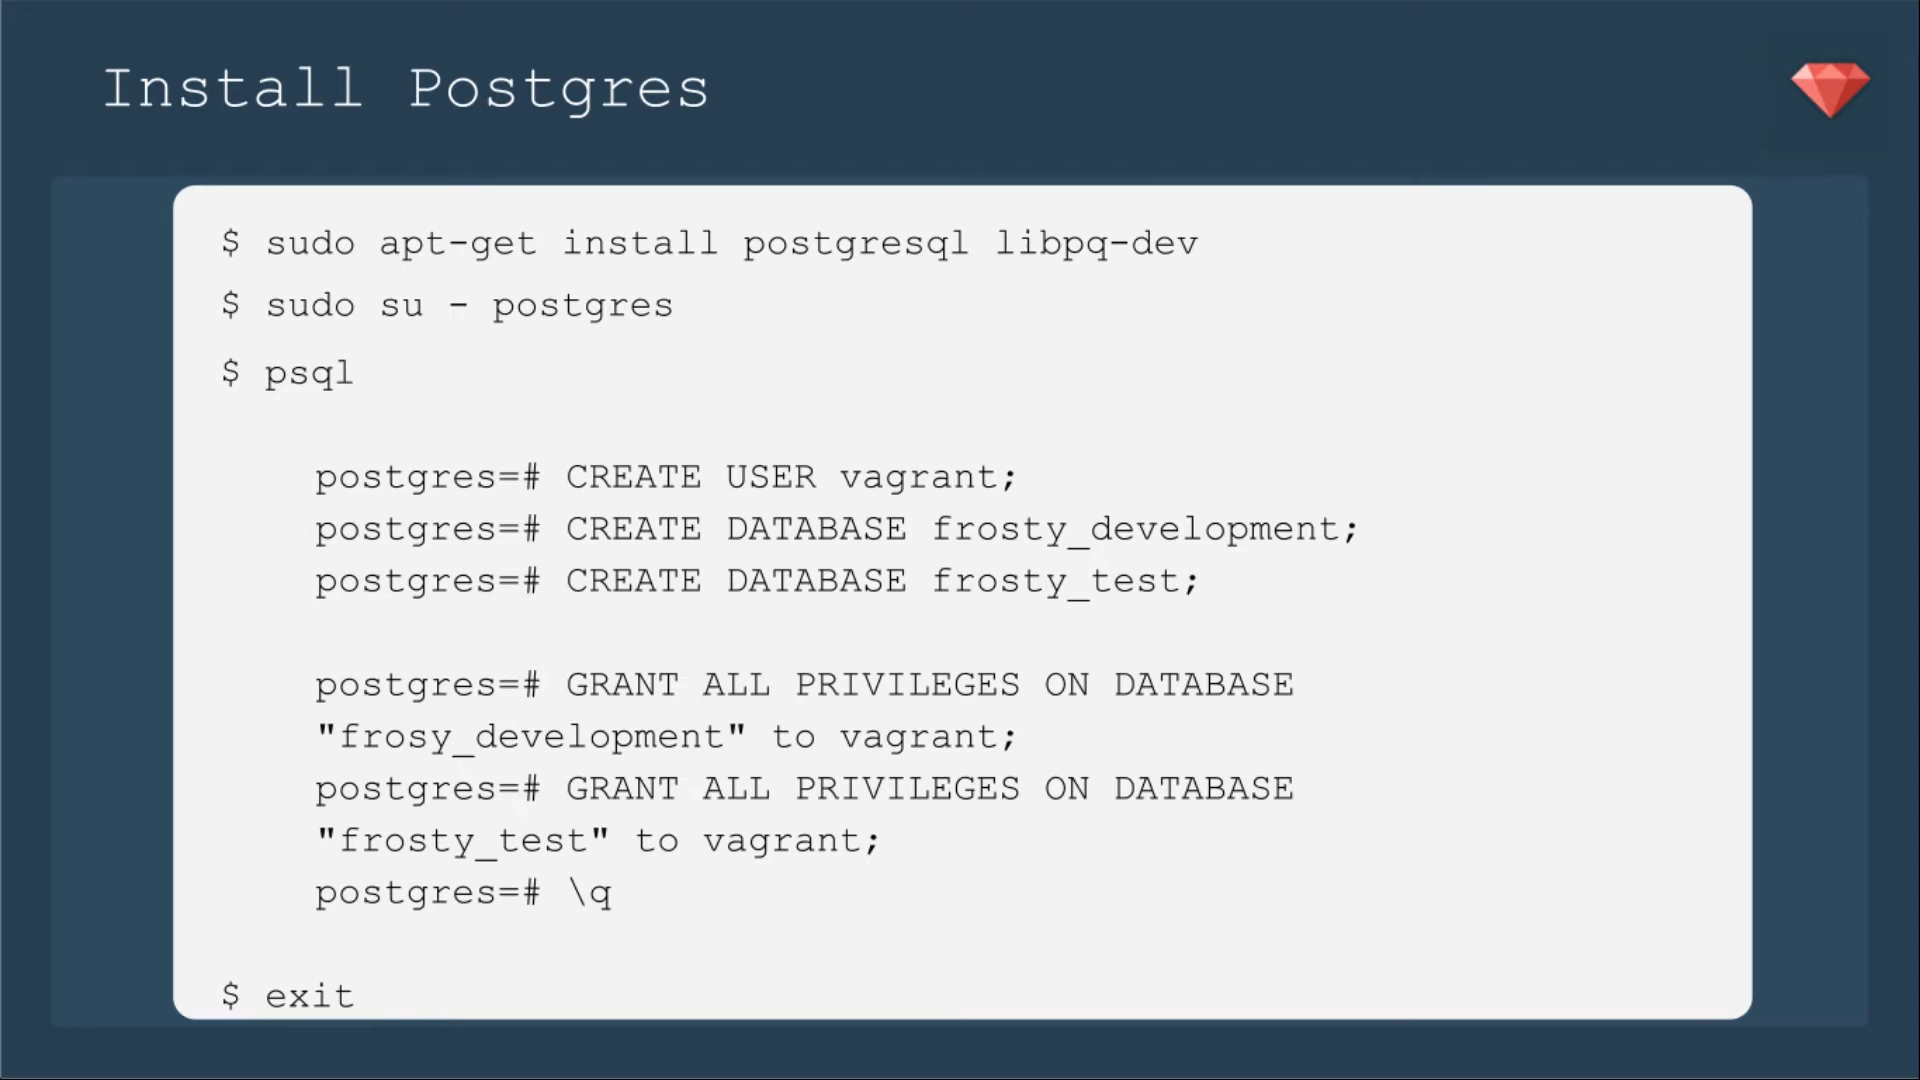 Install Postgres
$ sudo apt-get install postgresql libpq-dev
$ sudo su - postgres
$ psql
postgres=# CREATE USER vagrant;
postgres=# CREATE DATABASE frosty_development;
postgres=# CREATE DATABASE frosty_test;
postgres=# GRANT ALL PRIVILEGES ON DATABASE
"frosy_development" to vagrant;
postgres=# GRANT ALL PRIVILEGES ON DATABASE
"frosty_test" to vagrant;
postgres=# \q
$ exit